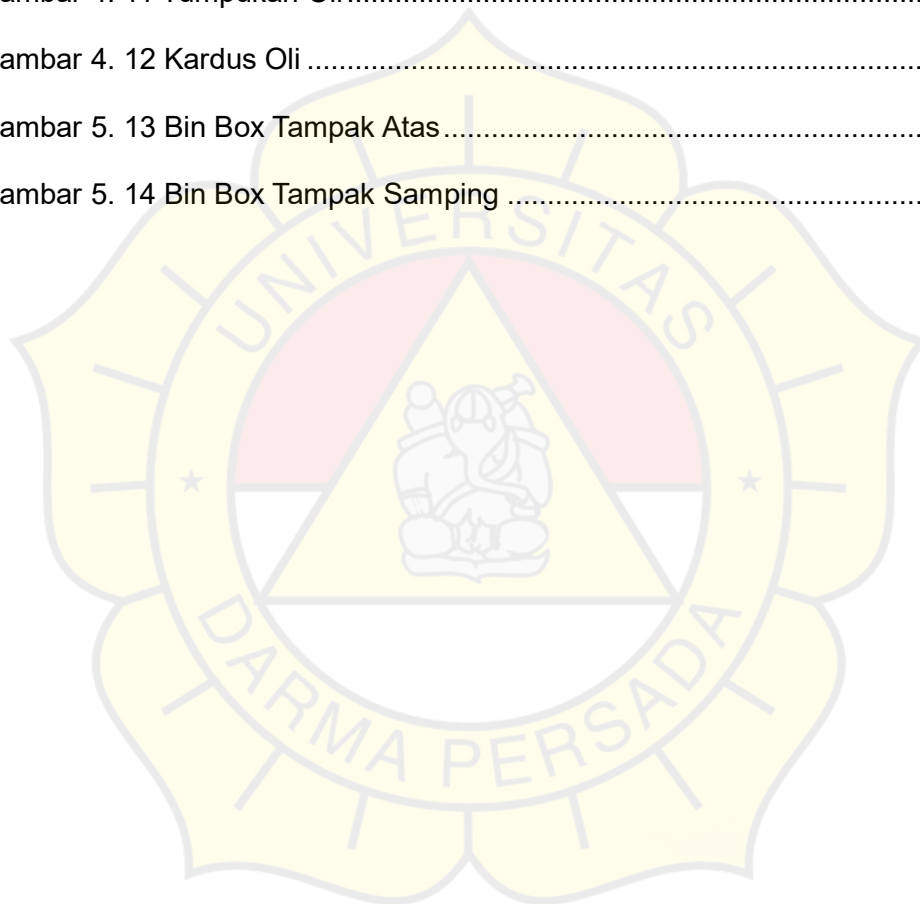 ambar 4. 12 Kardus Oli ........................................................................................................
ambar 5. 13 Bin Box Tampak Atas ................................................................................
ambar 5. 14 Bin Box Tampak Samping ......................................................................
UNIVERSITAS
DARMA PERSADA